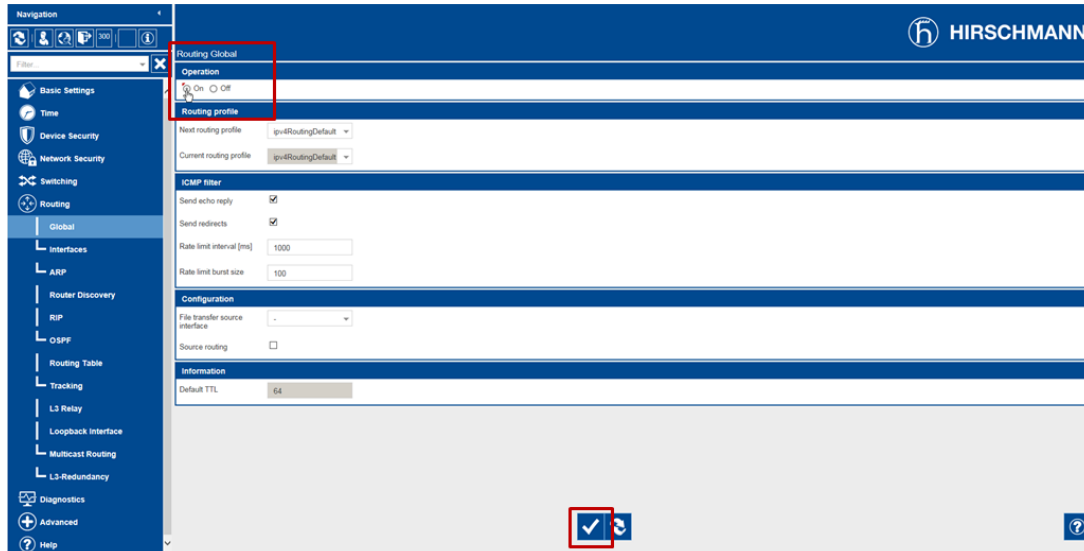 Navigation
300
HIRSCHMANN
Filter...
Routing Global
Operation
On Off
Basic Settings
Time
Device Security
Network Security
Switching
Routing
Global
Interfaces
ARP
Router Discovery
RIP
OSPF
Routing Table
Tracking
L3 Relay
Loopback Interface
Multicast Routing
L3-Redundancy
Diagnostics
Advanced
Help
Routing profile
Next routing profile ipv4RoutingDefault
Current routing profile ipv4RoutingDefault
ICMP filter
Send echo reply
Send redirects
Rate limit interval [ms] 1000
Rate limit burst size 100
Configuration
File transfer source
interface -
Source routing
Information
Default TTL 64